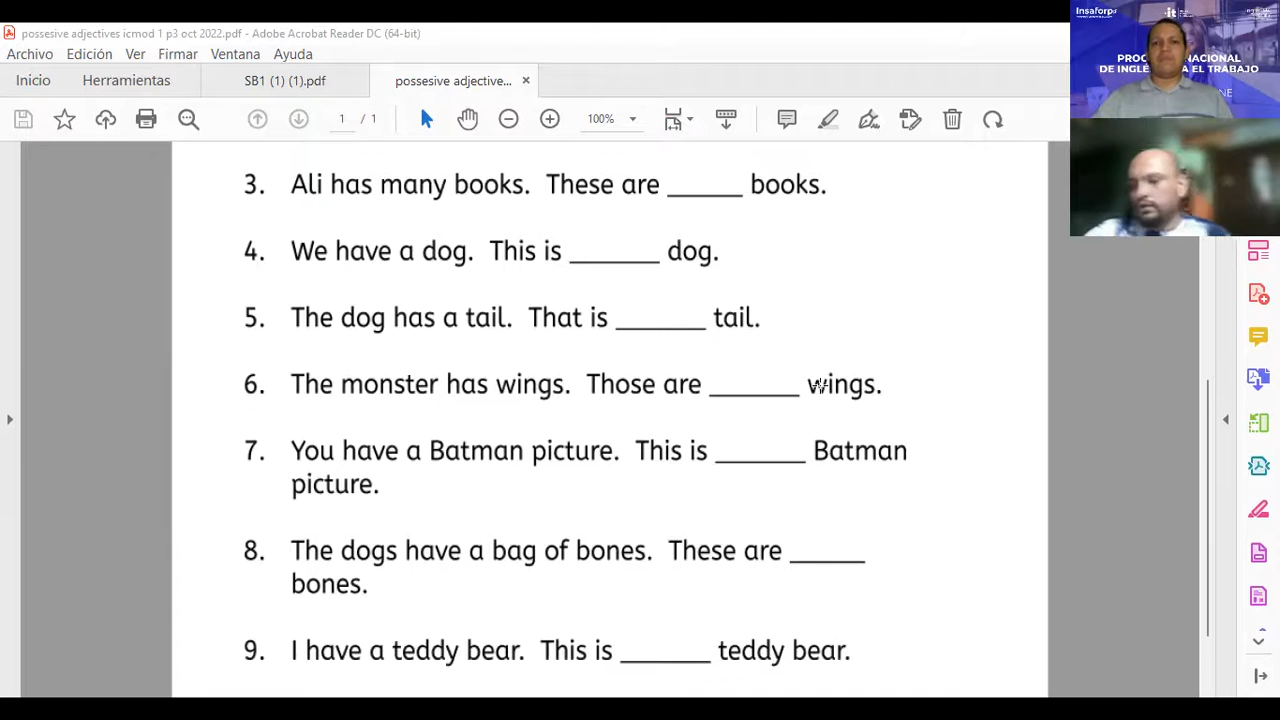 possesive adjectives icmod 1 p3 oct 2022.pdf - Adobe Acrobat Reader DC (64-bit)
Archivo Edición Ver Firmar Ventana Ayuda
Inicio Herramientas SB1 (1) (1).pdf possesive adjective... ×
1 / 1 100%
3. Ali has many books. These are ______ books.
4. We have a dog. This is _______ dog.
5. The dog has a tail. That is _______ tail.
6. The monster has wings. Those are _______ wings.
7. You have a Batman picture. This is _______ Batman
picture.
8. The dogs have a bag of bones. These are ______
bones.
9. I have a teddy bear. This is _______ teddy bear.
Insaforp .it